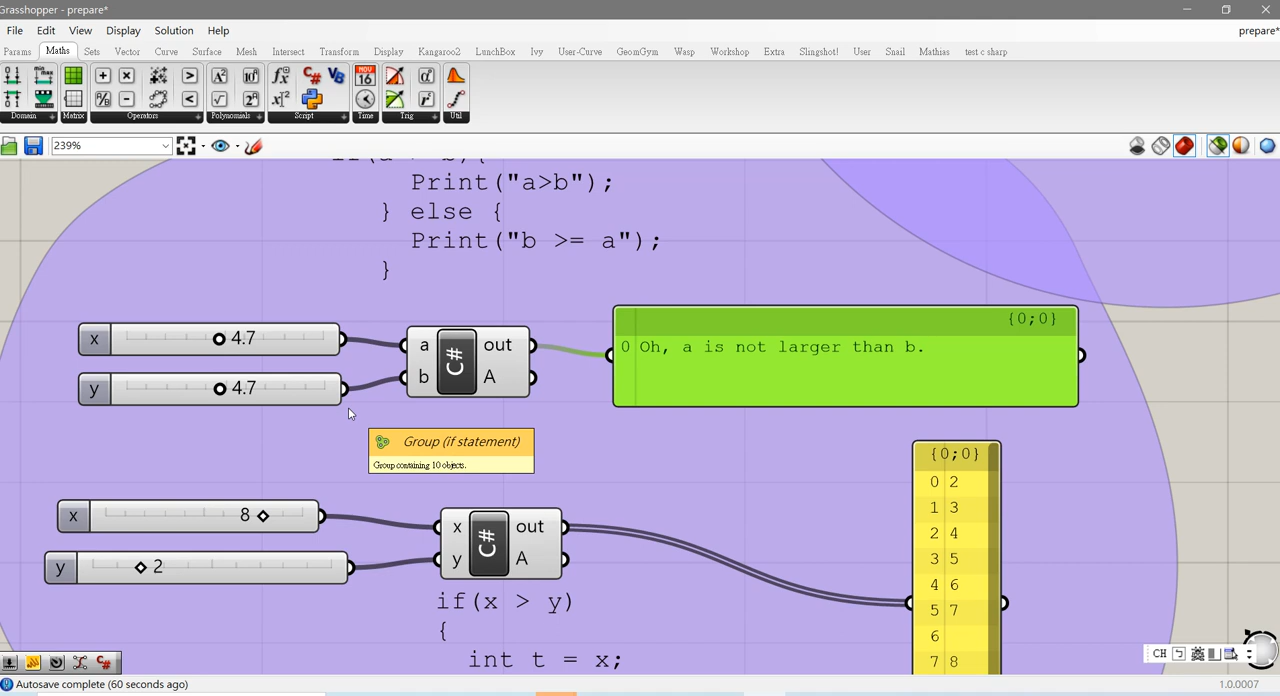 Grasshopper - prepare*
File Edit View Display Solution Help
prepare*
Params Maths Sets Vector Curve Surface Mesh Intersect Transform Display Kangaroo2 LunchBox Ivy User-Curve GeomGym Wasp Workshop Extra Slingshot! User Snail Mathias test c sharp
Domain Matrix Operators Polynomials Script Time Trig Util
239%
Print("a>b");
} else {
Print("b >= a");
}
x 4.7
y 4.7
a out
b A
C#
{0;0}
0 Oh, a is not larger than b.
Group (if statement)
Group containing 10 objects.
x 8
y 2
x out
y A
C#
{0;0}
0 2
1 3
2 4
3 5
4 6
5 7
6
7 8
if(x > y)
{
int t = x;
CH
Autosave complete (60 seconds ago)
1.0.0007